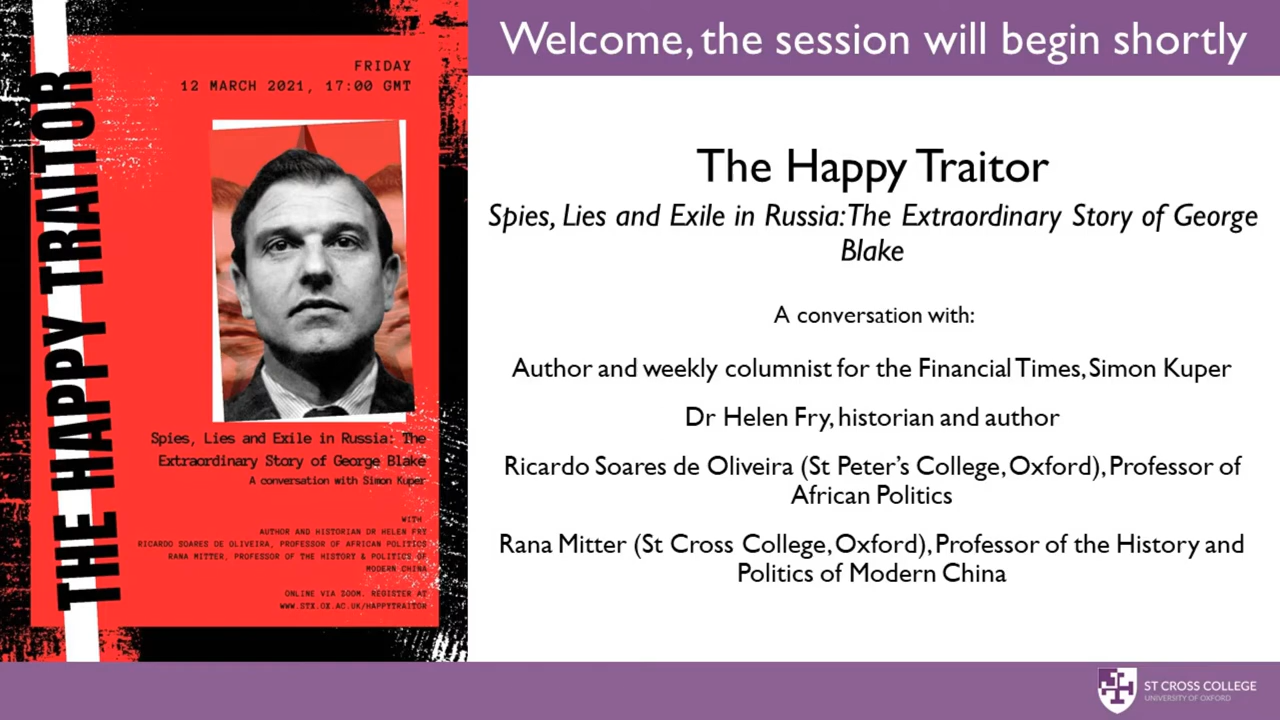 THE HAPPY TRAITOR
FRIDAY
12 MARCH 2021, 17:00 GMT
Spies, Lies and Exile in Russia: The
Extraordinary Story of George Blake
A conversation with Simon Kuper
WITH
AUTHOR AND HISTORIAN DR HELEN FRY
RICARDO SOARES DE OLIVEIRA, PROFESSOR OF AFRICAN POLITICS
RANA MITTER, PROFESSOR OF THE HISTORY & POLITICS OF
MODERN CHINA
ONLINE VIA ZOOM. REGISTER AT
WWW.STX.OX.AC.UK/HAPPYTRAITOR
Welcome, the session will begin shortly
The Happy Traitor
Spies, Lies and Exile in Russia: The Extraordinary Story of George
Blake
A conversation with:
Author and weekly columnist for the Financial Times, Simon Kuper
Dr Helen Fry, historian and author
Ricardo Soares de Oliveira (St Peter's College, Oxford), Professor of
African Politics
Rana Mitter (St Cross College, Oxford), Professor of the History and
Politics of Modern China
ST CROSS COLLEGE
UNIVERSITY OF OXFORD